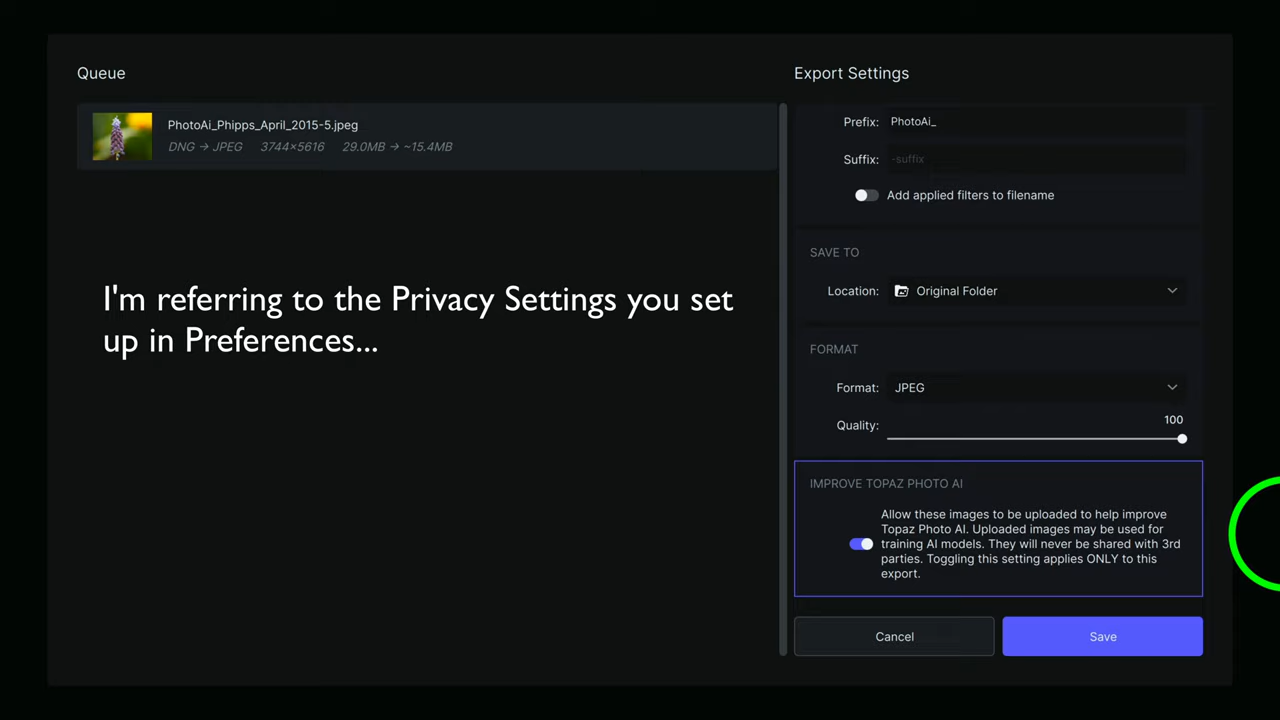 Queue
PhotoAi_Phipps_April_2015-5.jpeg
DNG → JPEG 3744×5616 29.0MB → ~15.4MB
I'm referring to the Privacy Settings you set
up in Preferences...
Export Settings
Prefix: PhotoAi_
Suffix: -suffix
Add applied filters to filename
SAVE TO
Location: Original Folder
FORMAT
Format: JPEG
100
Quality:
IMPROVE TOPAZ PHOTO AI
Allow these images to be uploaded to help improve
Topaz Photo AI. Uploaded images may be used for
training AI models. They will never be shared with 3rd
parties. Toggling this setting applies ONLY to this
export.
Cancel Save